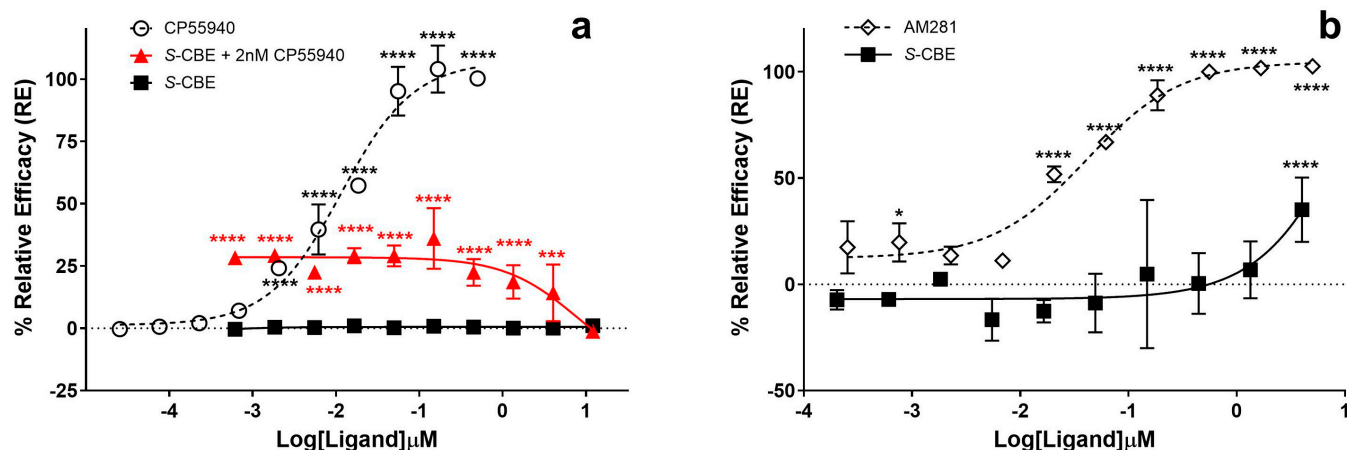 a
CP55940
S-CBE + 2nM CP55940
S-CBE
% Relative Efficacy (RE)
100
75
50
25
0
-25
**** **** ****
****
****
****
**** **** **** **** **** **** **** ***
****
-4 -3 -2 -1 0 1
Log[Ligand]μM
b
AM281
S-CBE
% Relative Efficacy (RE)
100
50
0
-50
**** **** ****
****
****
****
****
*
-4 -3 -2 -1 0 1
Log[Ligand]μM